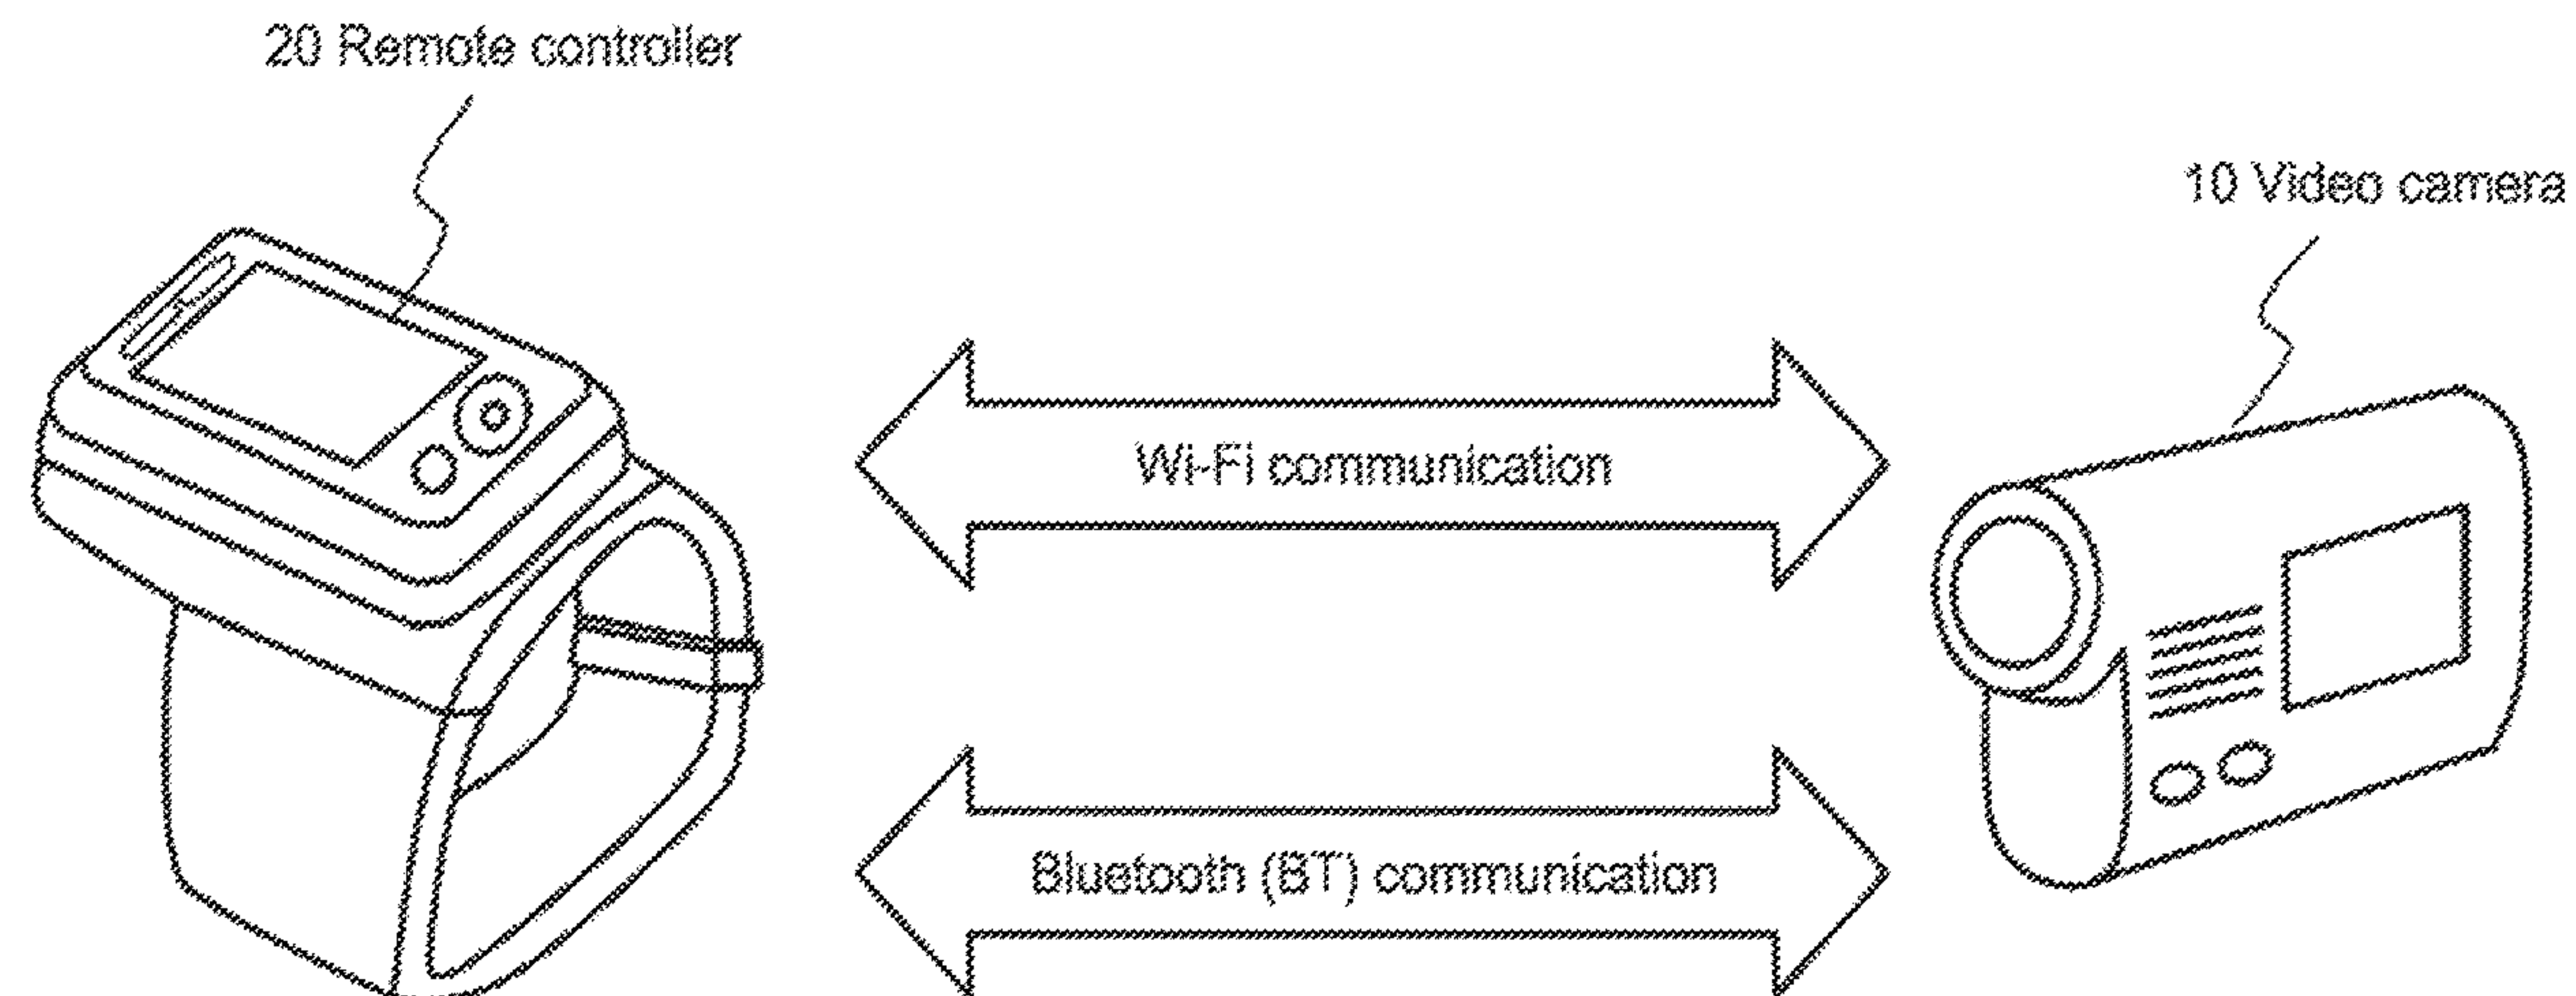 20 Remote controller
10 Video camera
Wi-Fi communication
Bluetooth (BT) communication